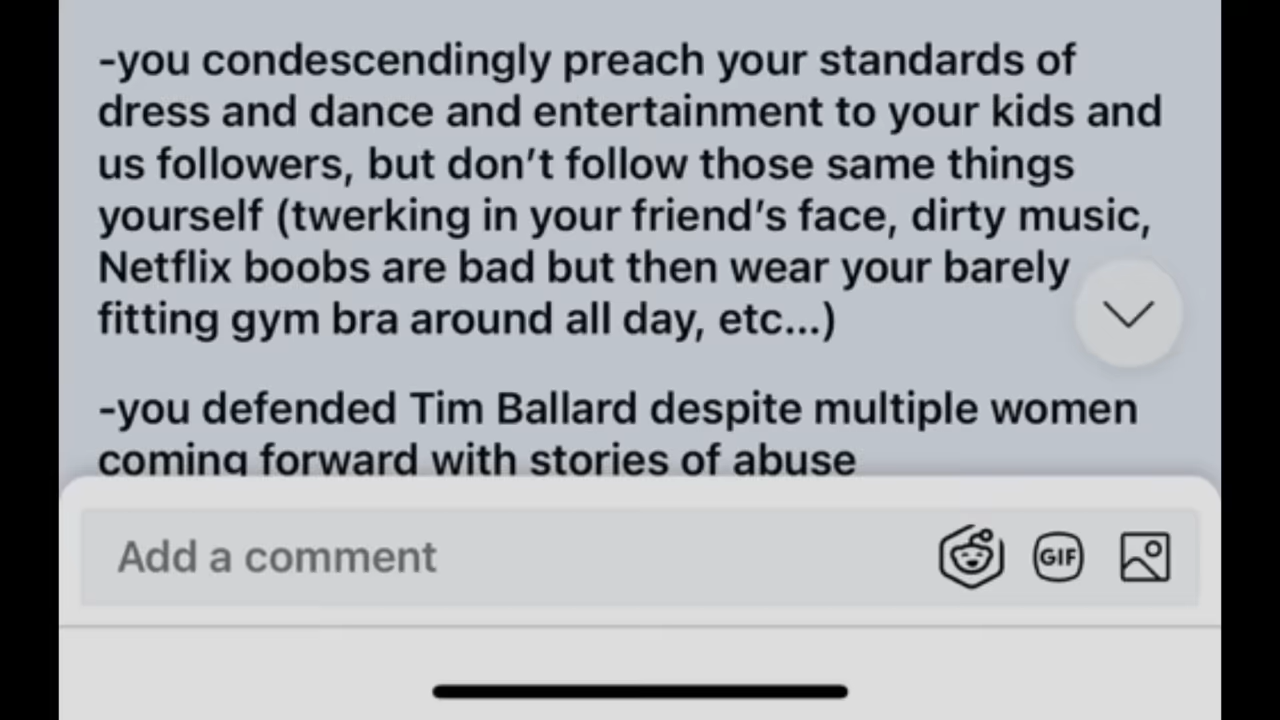 -you condescendingly preach your standards of
dress and dance and entertainment to your kids and
us followers, but don’t follow those same things
yourself (twerking in your friend’s face, dirty music,
Netflix boobs are bad but then wear your barely
fitting gym bra around all day, etc...)
-you defended Tim Ballard despite multiple women
coming forward with stories of abuse
Add a comment
GIF